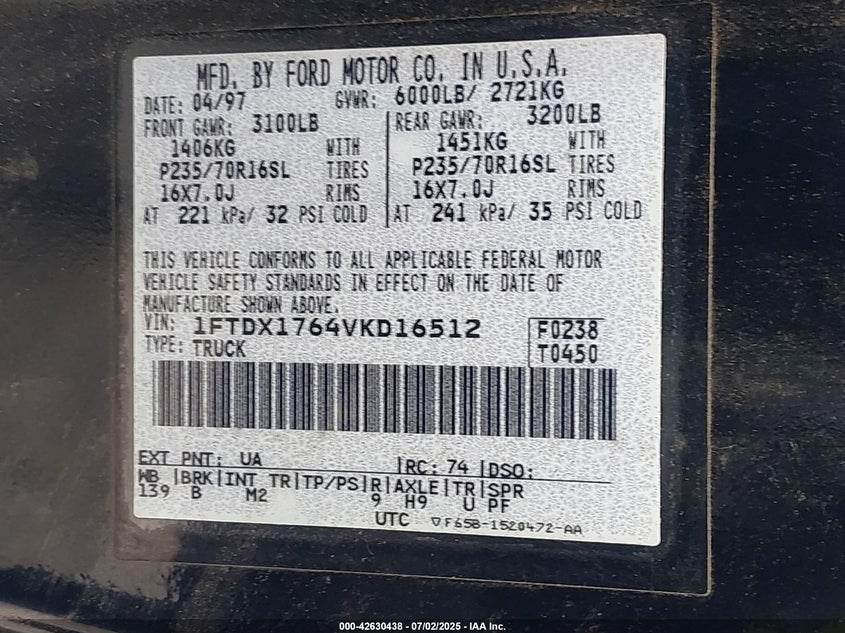 MFD. BY FORD MOTOR CO. IN U.S.A.
DATE: 04/97 GVWR: 6000LB/ 2721KG
FRONT GAWR: 3100LB REAR GAWR: 3200LB
1406KG WITH 1451KG WITH
P235/70R16SL TIRES P235/70R16SL TIRES
16X7.0J RIMS 16X7.0J RIMS
AT 221 kPa/ 32 PSI COLD AT 241 kPa/ 35 PSI COLD
THIS VEHICLE CONFORMS TO ALL APPLICABLE FEDERAL MOTOR
VEHICLE SAFETY STANDARDS IN EFFECT ON THE DATE OF
MANUFACTURE SHOWN ABOVE.
VIN: 1FTDX1764VKD16512 F0238
TYPE: TRUCK T0450
EXT PNT: UA RC: 74 DSO:
WB BRK INT TR TP/PS R AXLE TR SPR
139 B M2 9 H9 U PF
UTC ▽F65B-1520472-AA
000-42630438 - 07/02/2025 - IAA Inc.